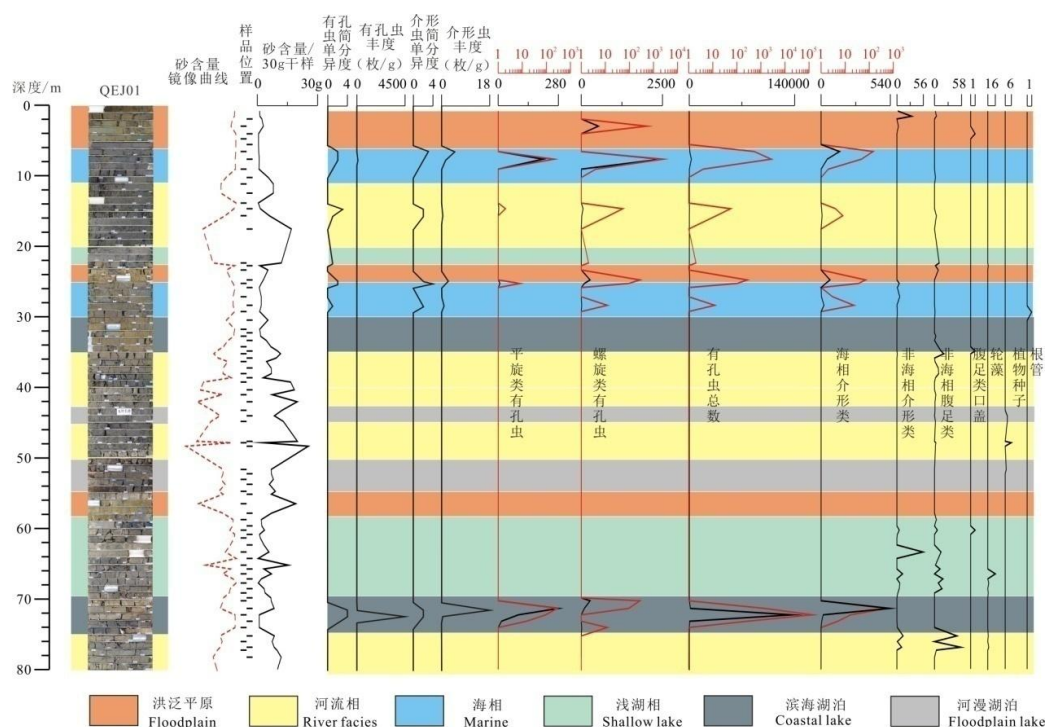 深度/m
QEJ01
砂含量
镜像曲线
样品位置
砂含量/
30g干样
有孔虫简单分异度
有孔虫
丰度
(枚/g)
介形虫简单分异度
介形虫
丰度
(枚/g)
0 30g
0 4
0 4500
0 4
0 18
1 10 10² 10³
0 280
1 10 10² 10³
0 2500
1 10 10² 10³ 10⁴ 10⁵
0 140000
1 10 10² 10³
0 540
0 56
0 58
0 1
0 16
0 6
0 1
0
10
20
30
40
50
60
70
80
平旋类有孔虫
螺旋类有孔虫
有孔虫总数
海相介形类
非海相介形类
非海相腹足类
腹足类口盖
轮藻
植物种子
根管
洪泛平原
Floodplain
河流相
River facies
海相
Marine
浅湖相
Shallow lake
滨海湖泊
Coastal lake
河漫湖泊
Floodplain lake